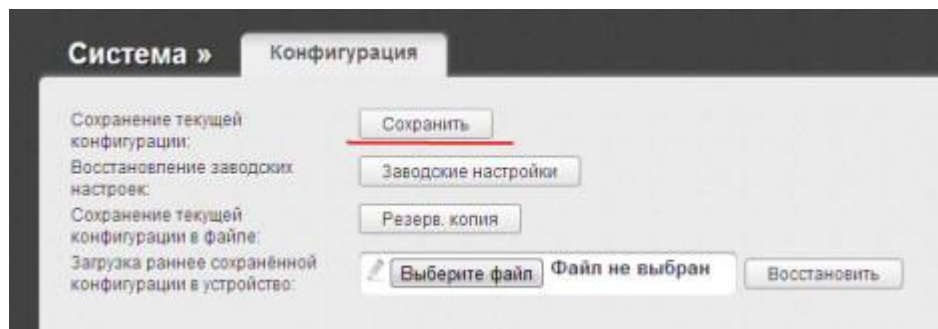 Система »
Конфигурация
Сохранение текущей
конфигурации:
Сохранить
Восстановление заводских
настроек:
Заводские настройки
Сохранение текущей
конфигурации в файле:
Резерв. копия
Загрузка раннее сохранённой
конфигурации в устройство:
Выберите файл Файл не выбран
Восстановить